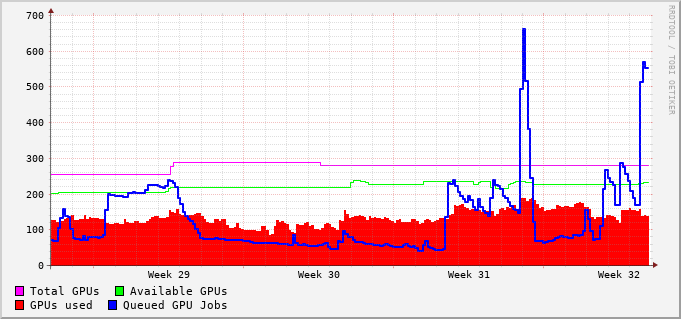 700
600
500
400
300
200
100
0
Week 29 Week 30 Week 31 Week 32
Total GPUs Available GPUs
GPUs used Queued GPU Jobs
RRDTOOL / TOBI OETIKER